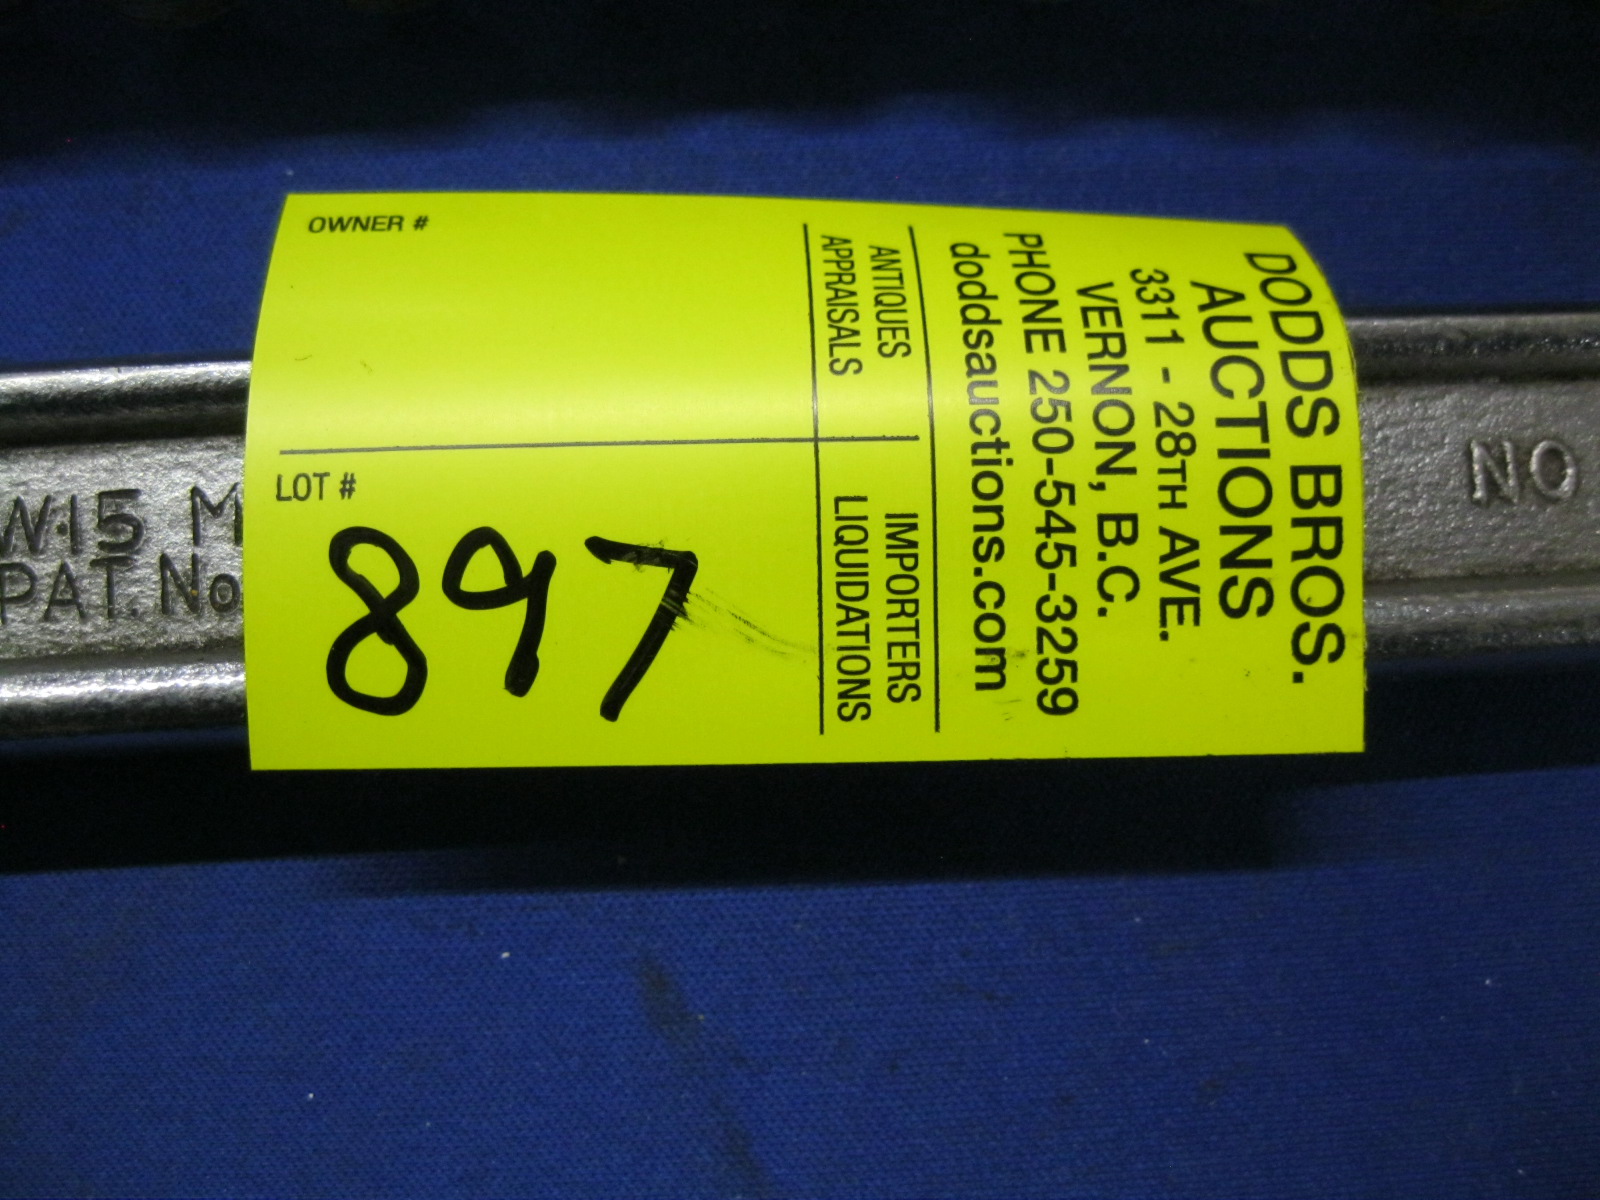 OWNER #
LOT #
897
DODDS BROS.
AUCTIONS
3311 - 28TH AVE.
VERNON, B.C.
PHONE 250-545-3259
doddsauctions.com
ANTIQUES
APPRAISALS
IMPORTERS
LIQUIDATIONS
W·15 M
PAT. No
NO